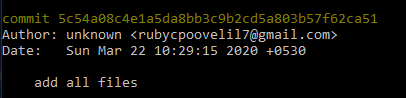 commit 5c54a08c4e1a5da8bb3c9b2cd5a803b57f62ca51
Author: unknown <rubycpoovelil7@gmail.com>
Date:   Sun Mar 22 10:29:15 2020 +0530
add all files